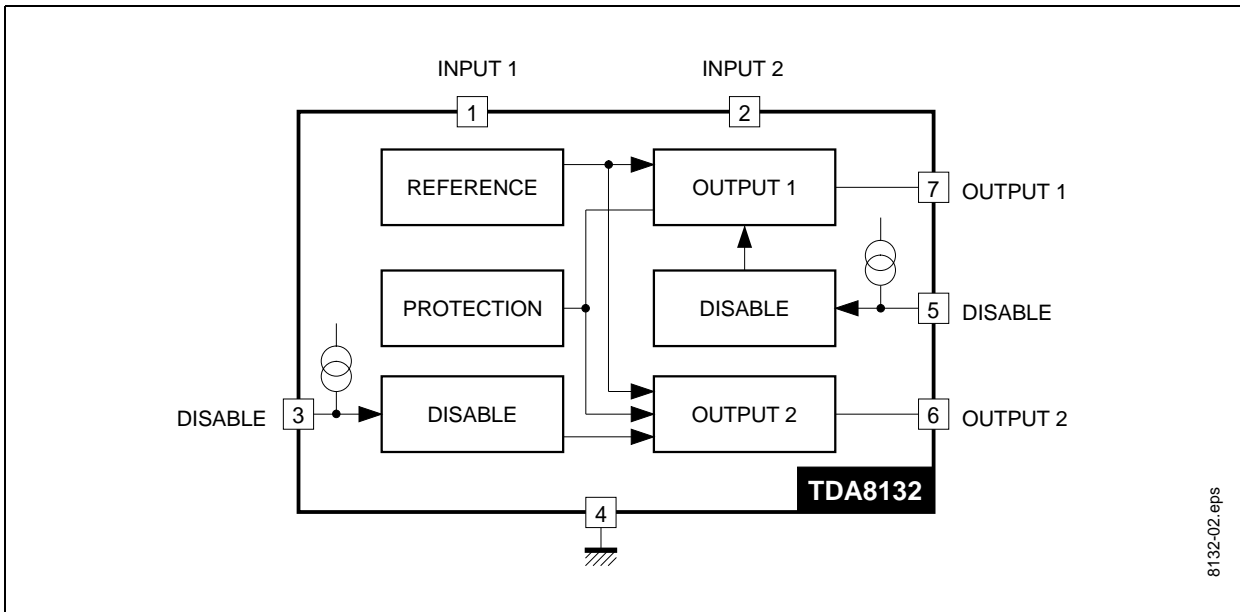 INPUT 1 INPUT 2
1 2
REFERENCE OUTPUT 1
7 OUTPUT 1
PROTECTION DISABLE
5 DISABLE
DISABLE 3 DISABLE OUTPUT 2 6 OUTPUT 2
TDA8132
4
8132-02.eps